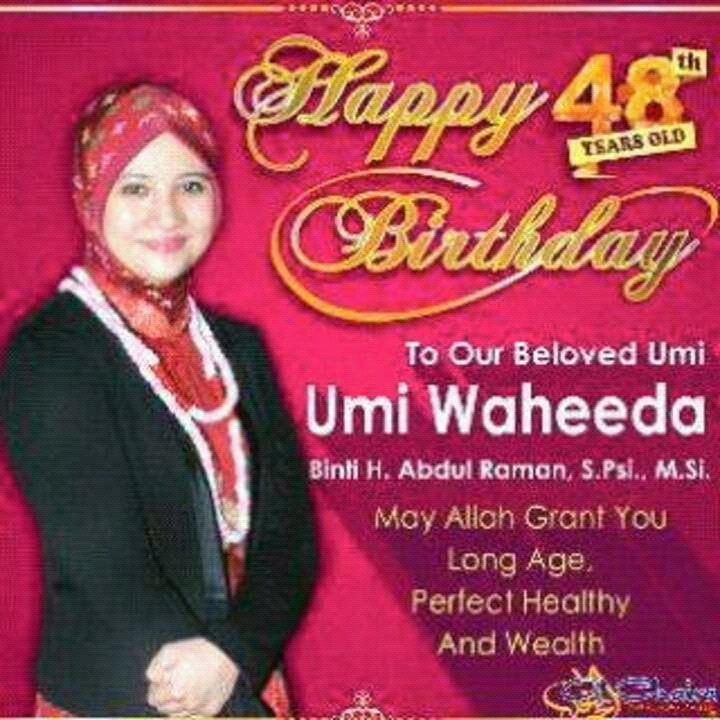 Happy 48th
YEARS OLD
Birthday
To Our Beloved Umi
Umi Waheeda
Binti H. Abdul Raman, S.Psi., M.Si.
May Allah Grant You
Long Age,
Perfect Healthy
And Wealth